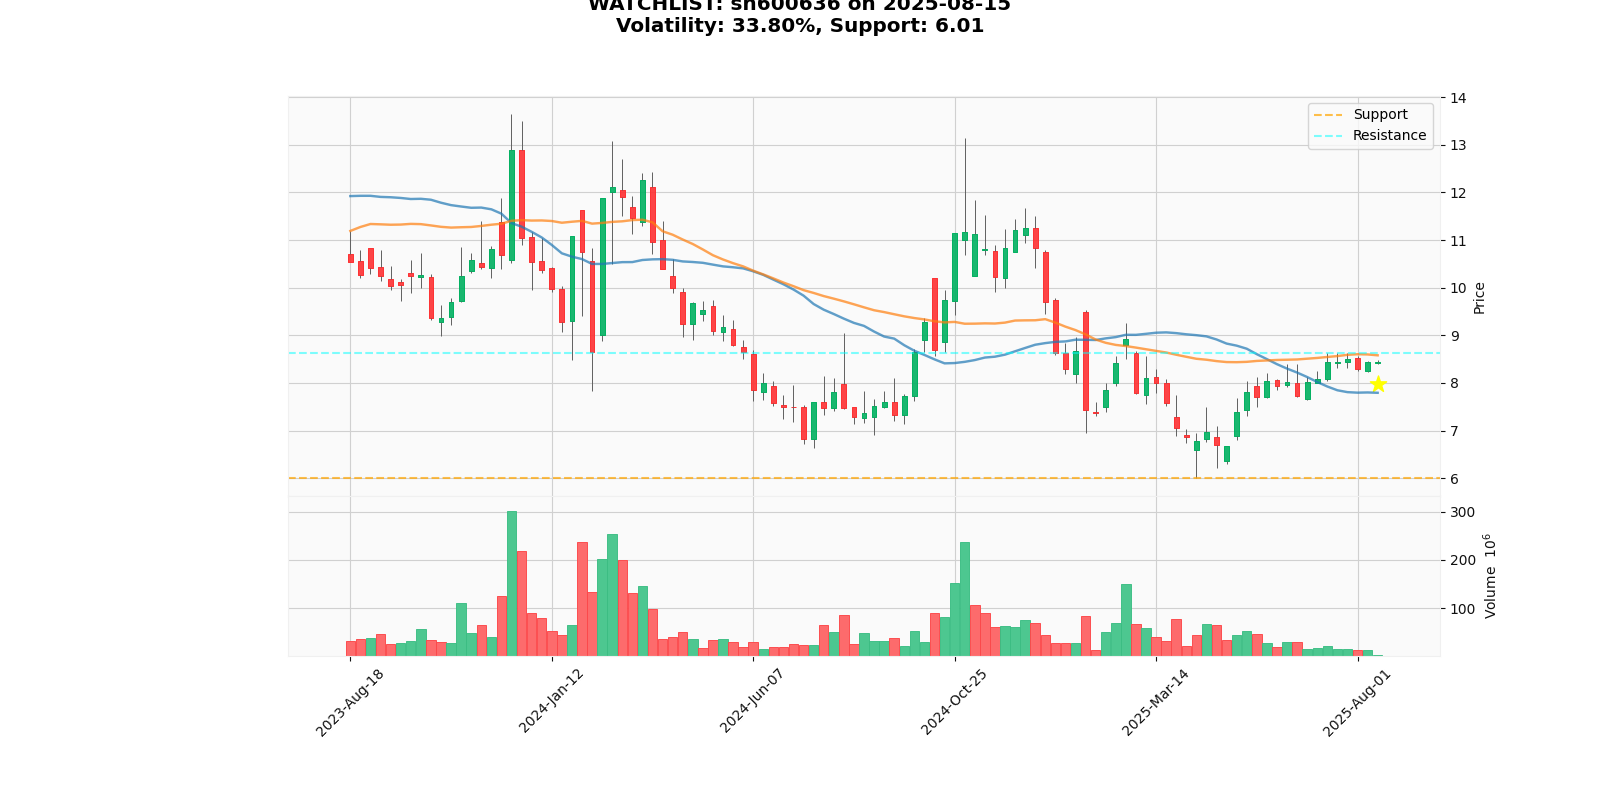 WATCHLIST: sh600636 on 2025-08-15
Volatility: 33.80%, Support: 6.01
Support
Resistance
14
13
12
11
10
9
8
7
6
Price
300
200
100
Volume 10^6
2023-Aug-18
2024-Jan-12
2024-Jun-07
2024-Oct-25
2025-Mar-14
2025-Aug-01